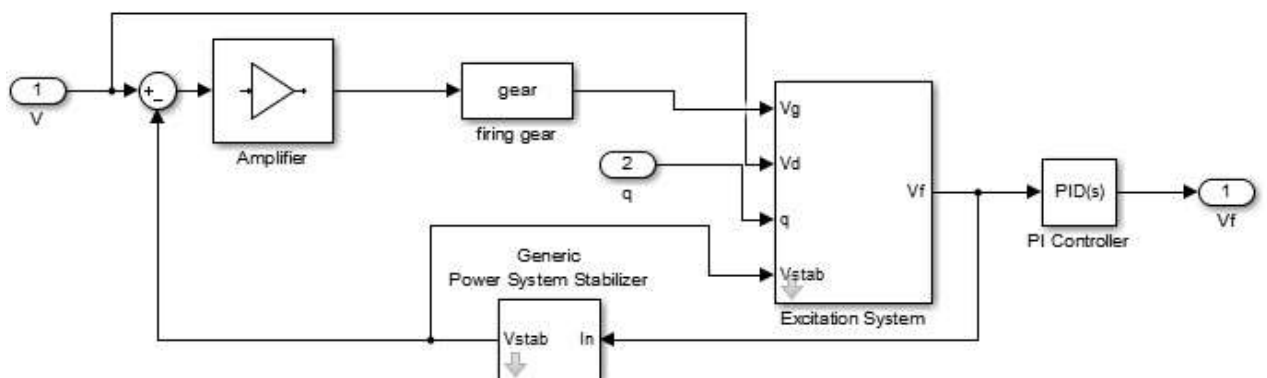 1
V
+
−
Amplifier
gear
firing gear
2
q
Vg
Vd
q
Vstab
Vf
Excitation System
PID(s)
PI Controller
1
Vf
Generic
Power System Stabilizer
Vstab
In